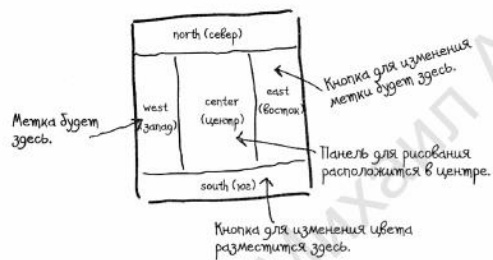 north (север)
Кнопка для изменения
метки будет здесь.
west
(запад)
center
(центр)
east
(восток)
Метка будет
здесь.
Панель для рисования
расположится в центре.
south (юг)
Кнопка для изменения цвета
разместится здесь.
Михаил